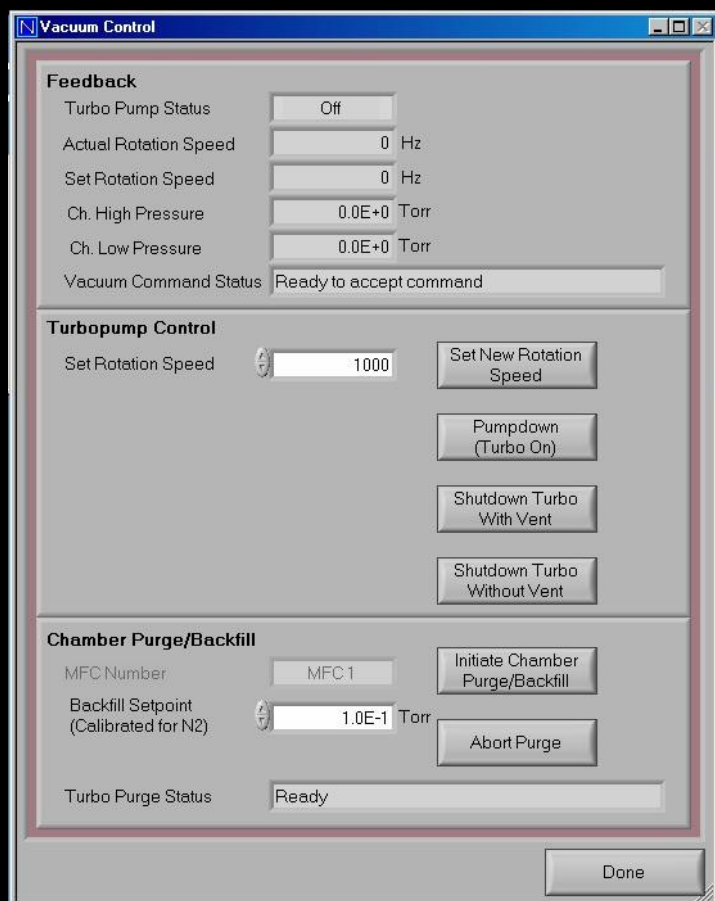 N Vacuum Control
Feedback
Turbo Pump Status Off
Actual Rotation Speed 0 Hz
Set Rotation Speed 0 Hz
Ch. High Pressure 0.0E+0 Torr
Ch. Low Pressure 0.0E+0 Torr
Vacuum Command Status Ready to accept command
Turbopump Control
Set Rotation Speed 1000
Set New Rotation
Speed
Pumpdown
(Turbo On)
Shutdown Turbo
With Vent
Shutdown Turbo
Without Vent
Chamber Purge/Backfill
MFC Number MFC 1
Initiate Chamber
Purge/Backfill
Backfill Setpoint
(Calibrated for N2)
1.0E-1 Torr
Abort Purge
Turbo Purge Status Ready
Done